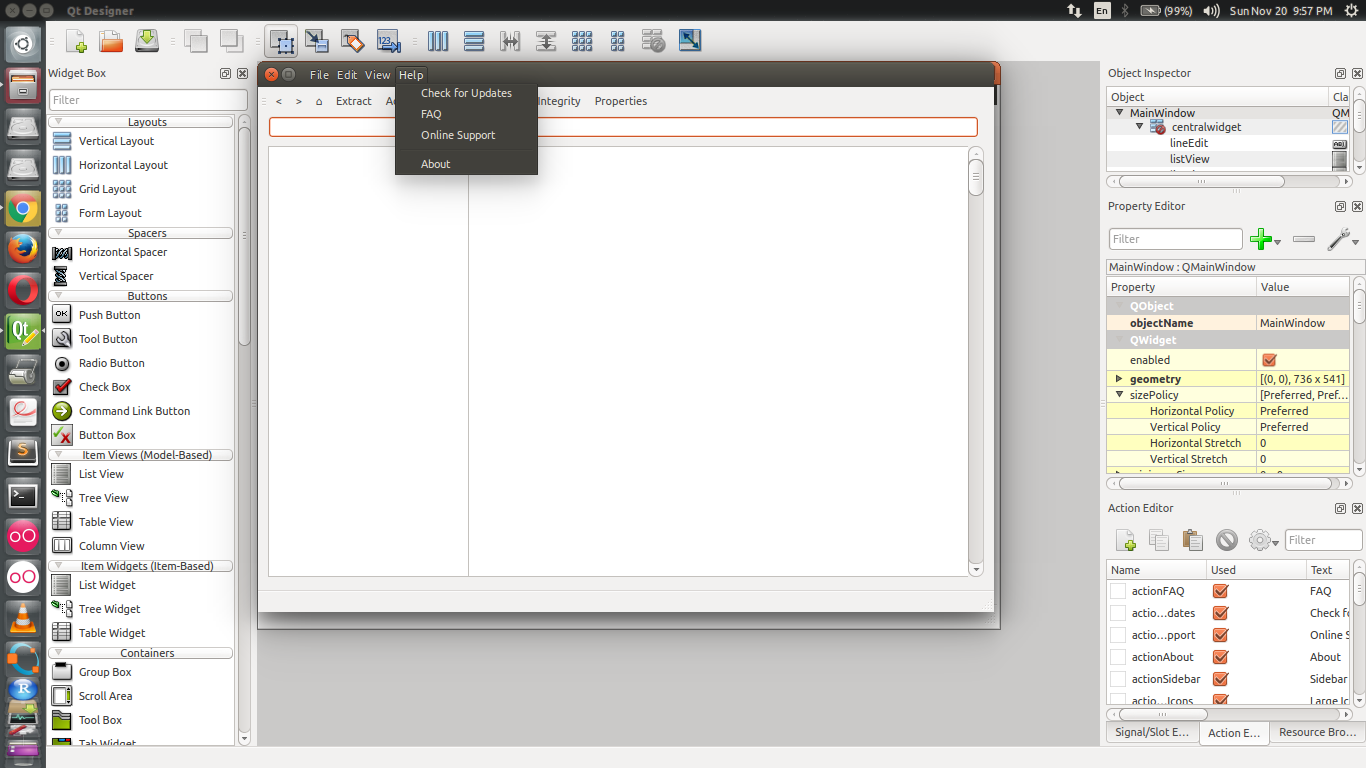 Qt Designer
En
(99%)
Sun Nov 20 9:57 PM
Widget Box
Filter
Layouts
Vertical Layout
Horizontal Layout
Grid Layout
Form Layout
Spacers
Horizontal Spacer
Vertical Spacer
Buttons
OK
Push Button
Tool Button
Radio Button
Check Box
Command Link Button
Button Box
Item Views (Model-Based)
List View
Tree View
Table View
Column View
Item Widgets (Item-Based)
List Widget
Tree Widget
Table Widget
Containers
Group Box
Scroll Area
Tool Box
Tab Widget
File Edit View Help
< > Extract
Integrity Properties
Check for Updates
FAQ
Online Support
About
Object Inspector
Object Cla
MainWindow QM
centralwidget
lineEdit
listView
Property Editor
Filter
MainWindow : QMainWindow
Property Value
QObject
objectName MainWindow
QWidget
enabled
geometry [(0, 0), 736 x 541]
sizePolicy [Preferred, Pref...
Horizontal Policy Preferred
Vertical Policy Preferred
Horizontal Stretch 0
Vertical Stretch 0
Action Editor
Filter
Name Used Text
actionFAQ FAQ
actio...dates Check fo
actio...pport Online S
actionAbout About
actionSidebar Sidebar
actio...Icons Large Ic
Signal/Slot E... Action E... Resource Bro...